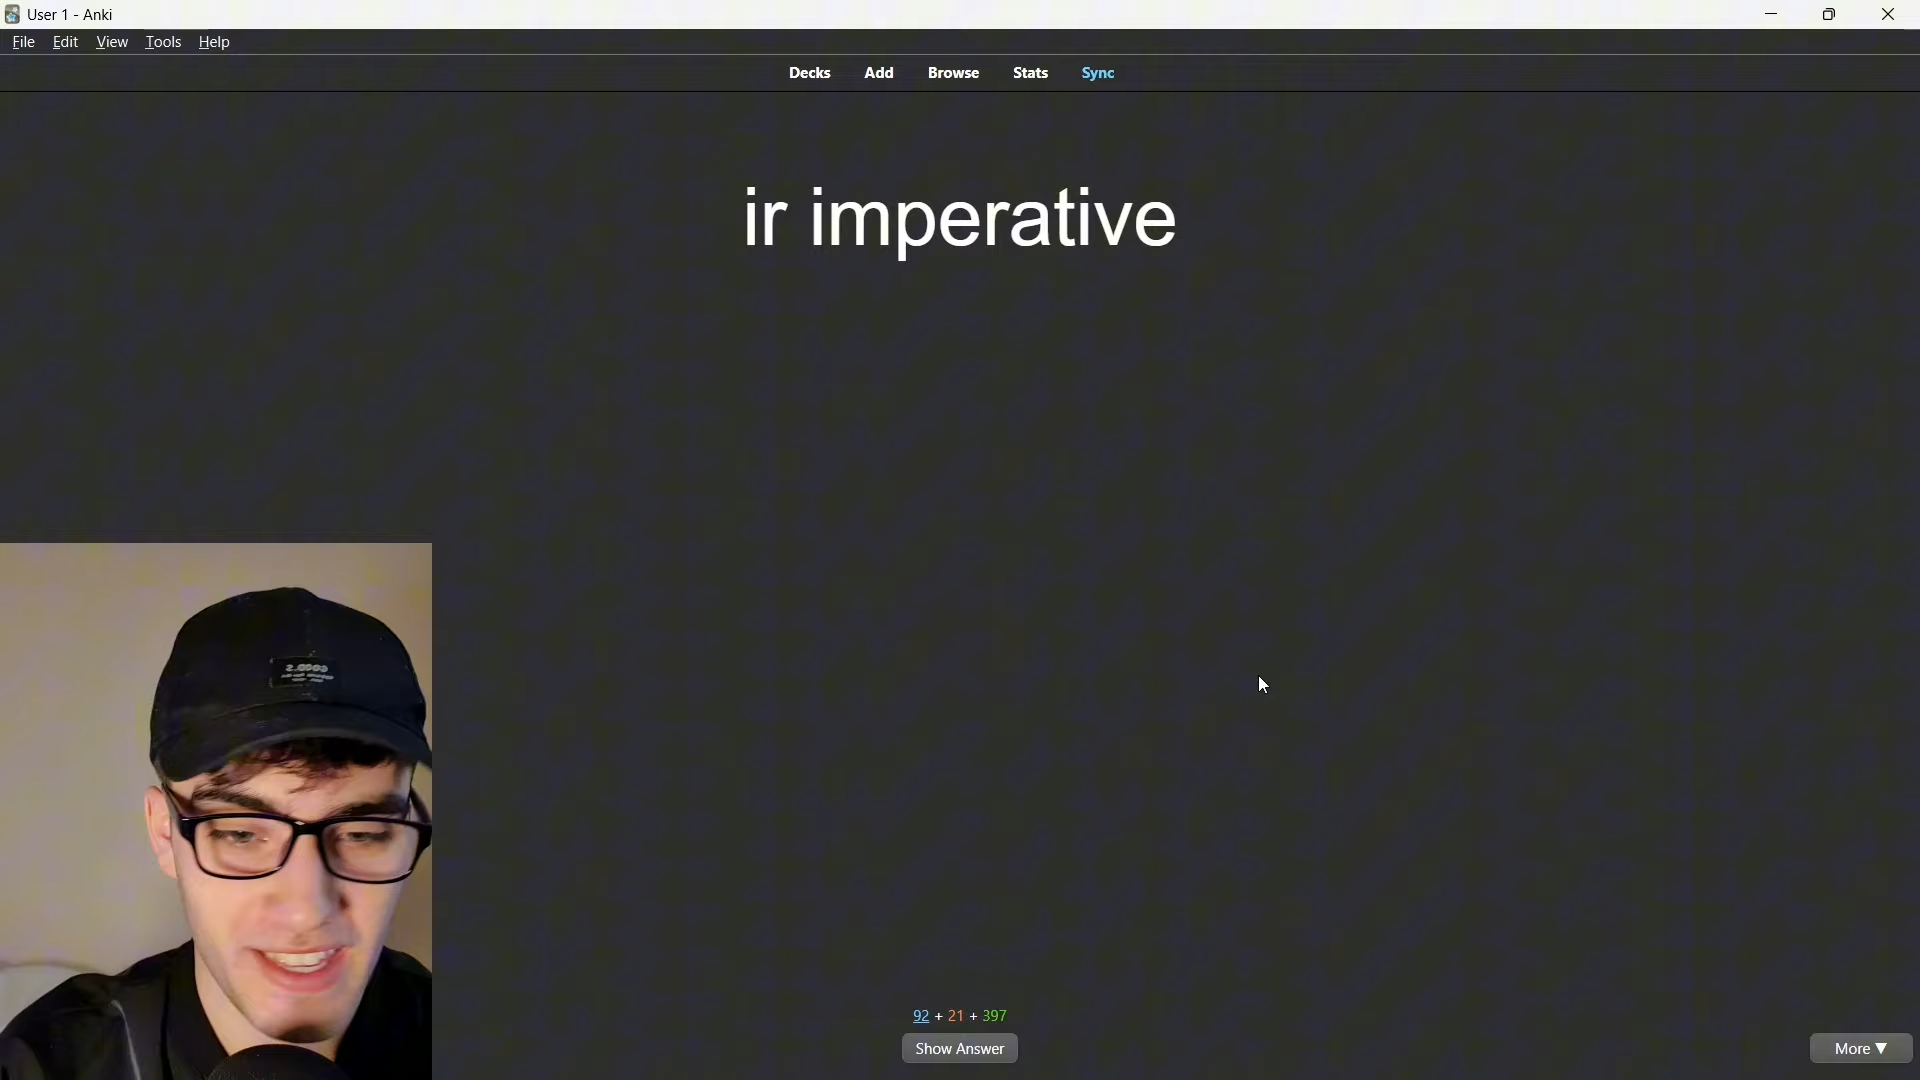 User 1 - Anki
File Edit View Tools Help
Decks Add Browse Stats Sync
ir imperative
92 + 21 + 397
Show Answer
More ▼